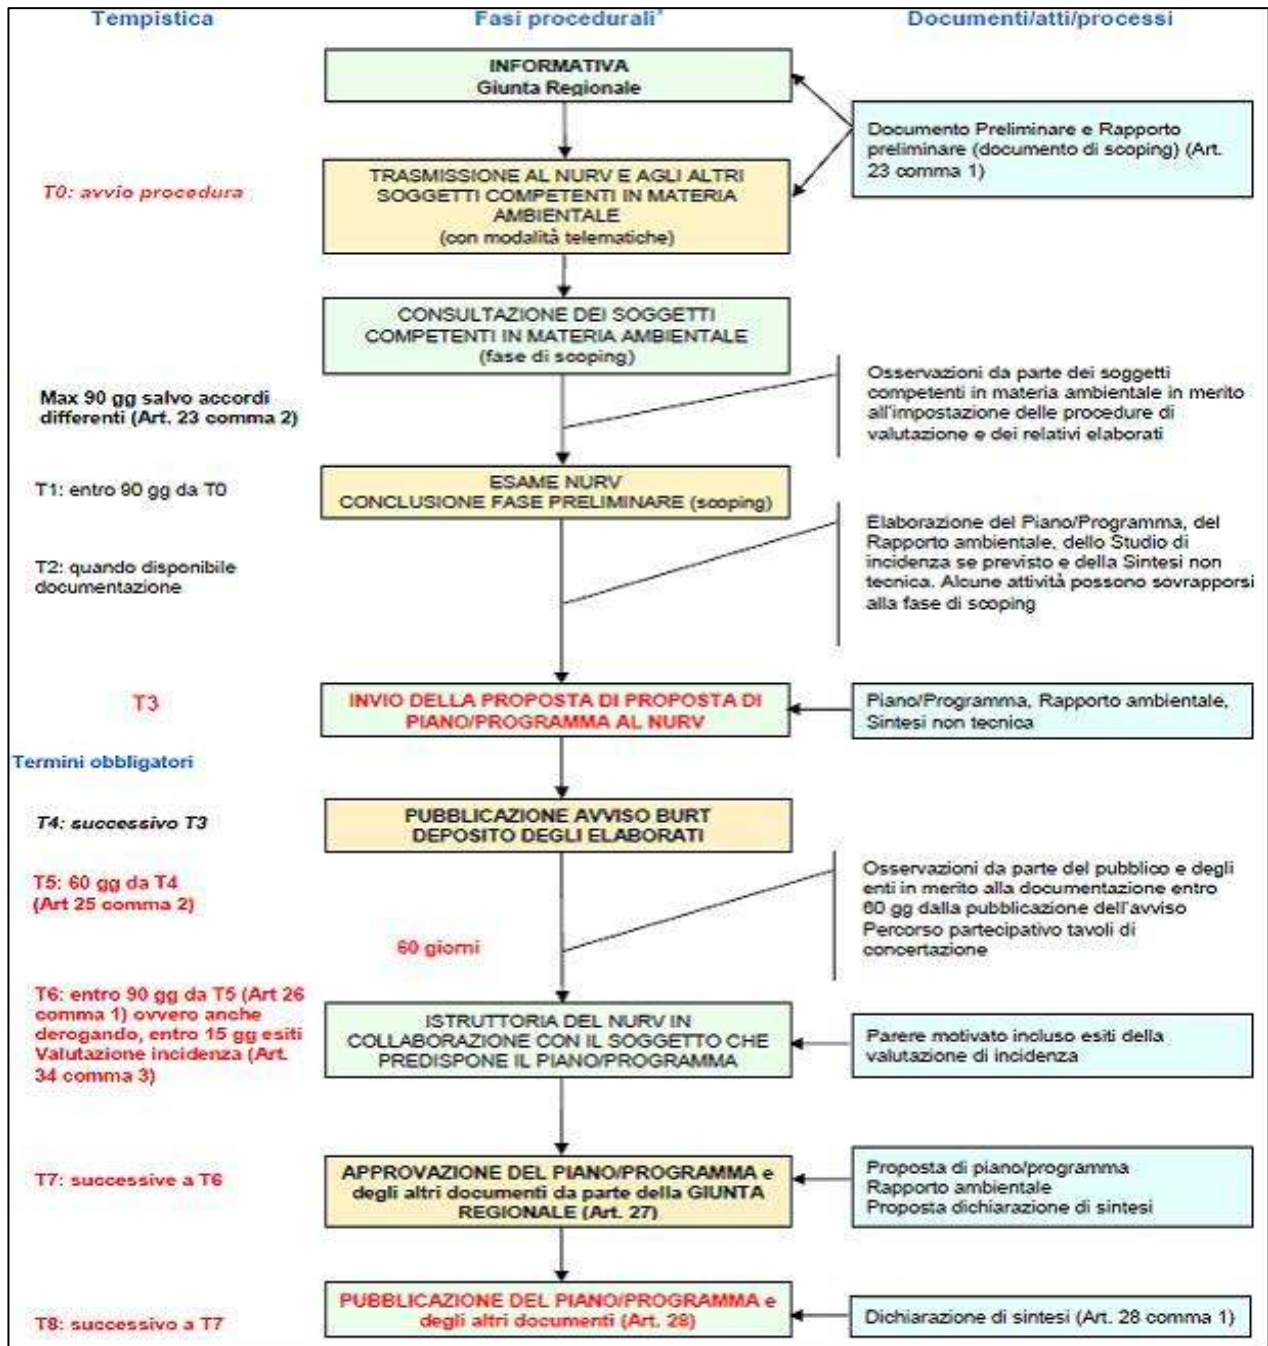 Tempistica
Fasi procedurali*
Documenti/atti/processi
INFORMATIVA
Giunta Regionale
Documento Preliminare e Rapporto
preliminare (documento di scoping) (Art.
23 comma 1)
T0: avvio procedura
TRASMISSIONE AL NURV E AGLI ALTRI
SOGGETTI COMPETENTI IN MATERIA
AMBIENTALE
(con modalità telematiche)
CONSULTAZIONE DEI SOGGETTI
COMPETENTI IN MATERIA AMBIENTALE
(fase di scoping)
Max 90 gg salvo accordi
differenti (Art. 23 comma 2)
Osservazioni da parte dei soggetti
competenti in materia ambientale in merito
all'impostazione delle procedure di
valutazione e dei relativi elaborati
T1: entro 90 gg da T0
ESAME NURV
CONCLUSIONE FASE PRELIMINARE (scoping)
T2: quando disponibile
documentazione
Elaborazione del Piano/Programma, del
Rapporto ambientale, dello Studio di
incidenza se previsto e della Sintesi non
tecnica. Alcune attività possono sovrapporsi
alla fase di scoping
T3
INVIO DELLA PROPOSTA DI PROPOSTA DI
PIANO/PROGRAMMA AL NURV
Piano/Programma, Rapporto ambientale,
Sintesi non tecnica
Termini obbligatori
T4: successivo T3
PUBBLICAZIONE AVVISO BURT
DEPOSITO DEGLI ELABORATI
T5: 60 gg da T4
(Art 25 comma 2)
60 giorni
Osservazioni da parte del pubblico e degli
enti in merito alla documentazione entro
60 gg dalla pubblicazione dell'avviso
Percorso partecipativo tavoli di
concertazione
T6: entro 90 gg da T5 (Art 26
comma 1) ovvero anche
derogando, entro 15 gg esiti
Valutazione incidenza (Art.
34 comma 3)
ISTRUTTORIA DEL NURV IN
COLLABORAZIONE CON IL SOGGETTO CHE
PREDISPONE IL PIANO/PROGRAMMA
Parere motivato incluso esiti della
valutazione di incidenza
T7: successive a T6
APPROVAZIONE DEL PIANO/PROGRAMMA e
degli altri documenti da parte della GIUNTA
REGIONALE (Art. 27)
Proposta di piano/programma
Rapporto ambientale
Proposta dichiarazione di sintesi
T8: successivo a T7
PUBBLICAZIONE DEL PIANO/PROGRAMMA e
degli altri documenti (Art. 28)
Dichiarazione di sintesi (Art. 28 comma 1)